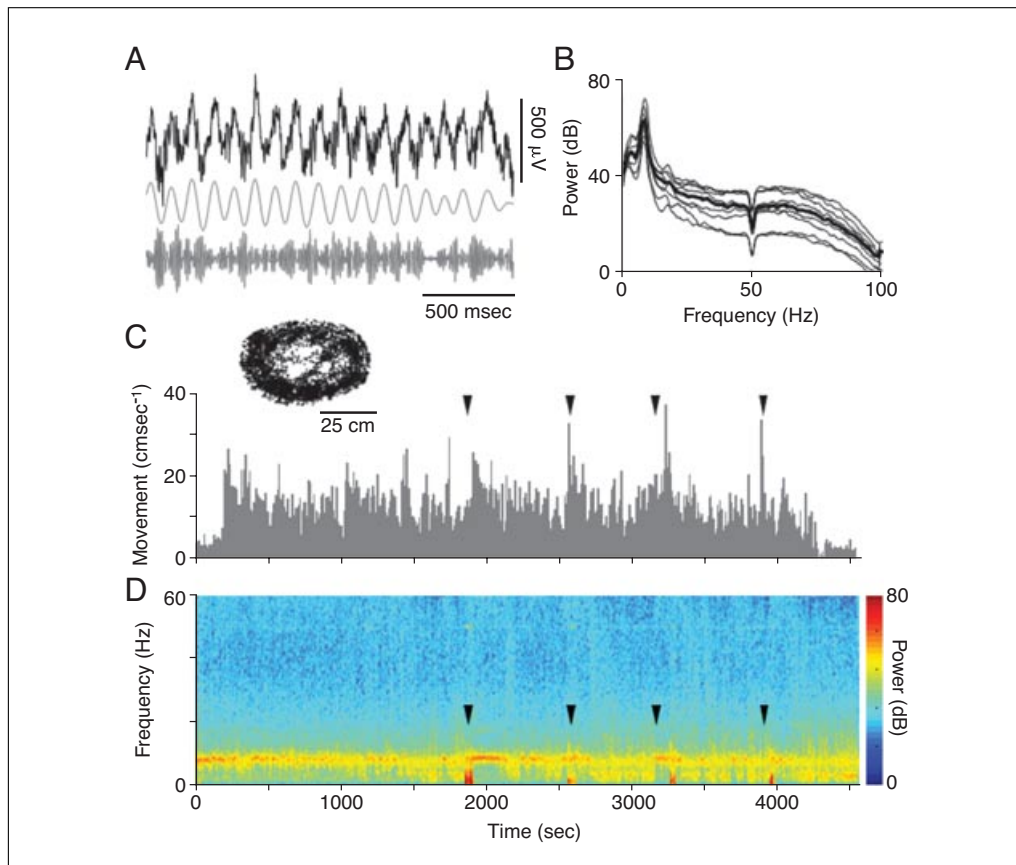 A
500 µV
500 msec
B
80
40
0
Power (dB)
0
50
100
Frequency (Hz)
C
25 cm
40
20
0
Movement (cmsec⁻¹)
D
60
0
Frequency (Hz)
0
1000
2000
3000
4000
Time (sec)
80
0
Power (dB)